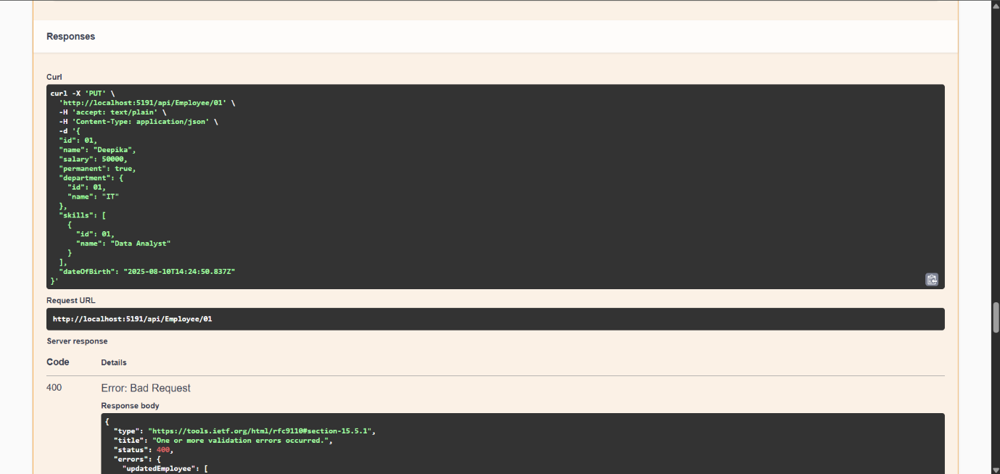 Responses
Curl
curl -X 'PUT' \
  'http://localhost:5191/api/Employee/01' \
  -H 'accept: text/plain' \
  -H 'Content-Type: application/json' \
  -d '{
  "id": 01,
  "name": "Deepika",
  "salary": 50000,
  "permanent": true,
  "department": {
    "id": 01,
    "name": "IT"
  },
  "skills": [
    {
      "id": 01,
      "name": "Data Analyst"
    }
  ],
  "dateOfBirth": "2025-08-10T14:24:50.837Z"
}'
Request URL
http://localhost:5191/api/Employee/01
Server response
Code Details
400 Error: Bad Request
Response body
{
  "type": "https://tools.ietf.org/html/rfc9110#section-15.5.1",
  "title": "One or more validation errors occurred.",
  "status": 400,
  "errors": {
    "updatedEmployee": [